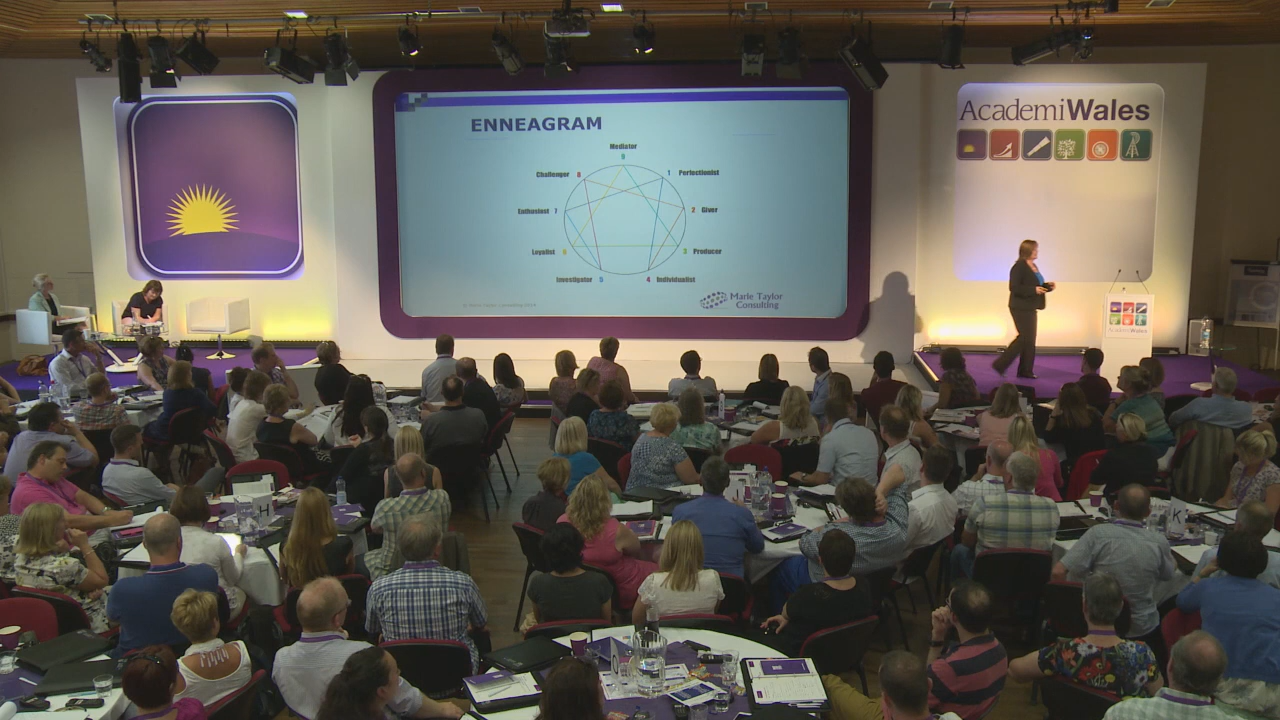 ENNEAGRAM
Mediator
9
Challenger 8
1 Perfectionist
Enthusiast 7
2 Giver
Loyalist 6
3 Producer
Investigator 5
4 Individualist
Marie Taylor
Consulting
AcademiWales
AcademiWales
H
K